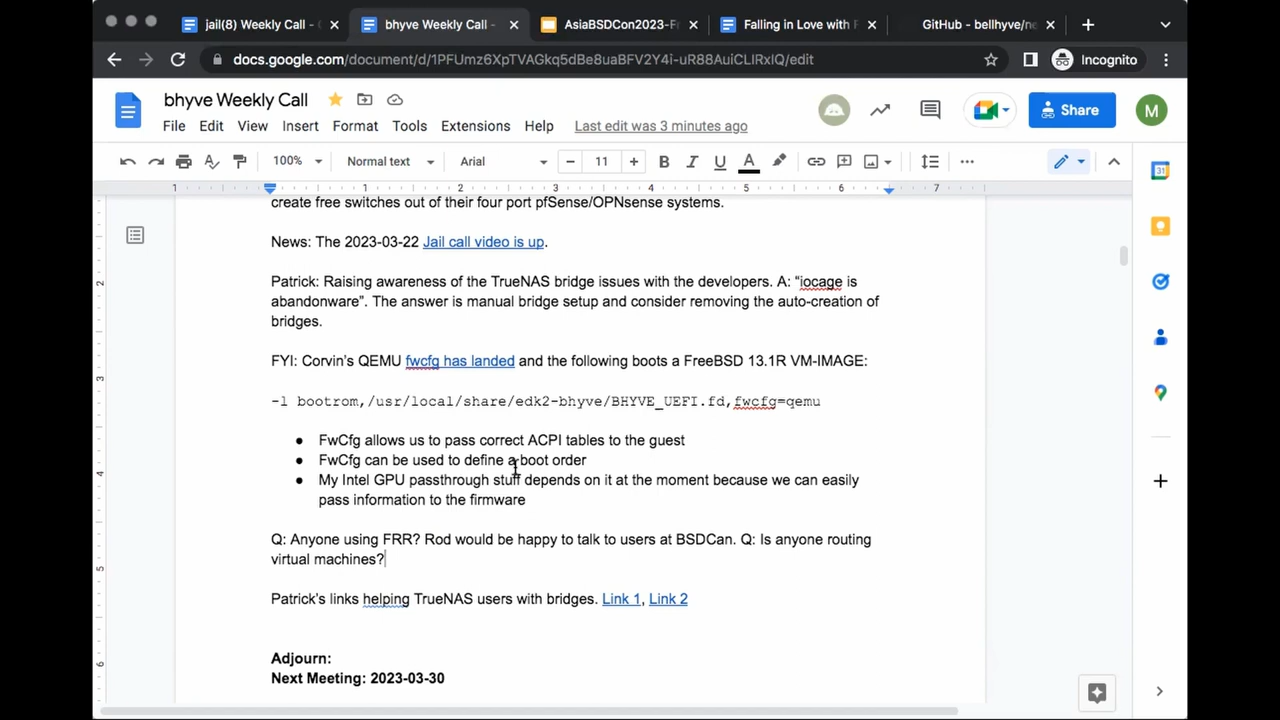 jail(8) Weekly Call -
bhyve Weekly Call -
AsiaBSDCon2023-F
Falling in Love with F
GitHub - bellhyve/ne
docs.google.com/document/d/1PFUmz6XpTVAGkq5dBe8uaBFV2Y4i-uR88AuiCLlRxIQ/edit
Incognito
bhyve Weekly Call
File Edit View Insert Format Tools Extensions Help Last edit was 3 minutes ago
Share
M
100% Normal text Arial 11
1 1 2 3 4 5 6 7
create free switches out of their four port pfSense/OPNsense systems.
News: The 2023-03-22 Jail call video is up.
Patrick: Raising awareness of the TrueNAS bridge issues with the developers. A: “iocage is
abandonware”. The answer is manual bridge setup and consider removing the auto-creation of
bridges.
FYI: Corvin’s QEMU fwcfg has landed and the following boots a FreeBSD 13.1R VM-IMAGE:
-l bootrom,/usr/local/share/edk2-bhyve/BHYVE_UEFI.fd,fwcfg=qemu
● FwCfg allows us to pass correct ACPI tables to the guest
● FwCfg can be used to define a boot order
● My Intel GPU passthrough stuff depends on it at the moment because we can easily
pass information to the firmware
Q: Anyone using FRR? Rod would be happy to talk to users at BSDCan. Q: Is anyone routing
virtual machines?
Patrick’s links helping TrueNAS users with bridges. Link 1, Link 2
Adjourn:
Next Meeting: 2023-03-30